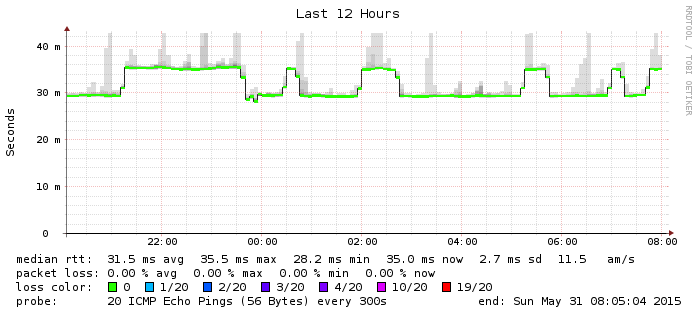 Last 12 Hours
RRDTOOL / TOBI OETIKER
Seconds
40 m
30 m
20 m
10 m
0
22:00 00:00 02:00 04:00 06:00 08:00
median rtt: 31.5 ms avg 35.5 ms max 28.2 ms min 35.0 ms now 2.7 ms sd 11.5 am/s
packet loss: 0.00 % avg 0.00 % max 0.00 % min 0.00 % now
loss color: 0 1/20 2/20 3/20 4/20 10/20 19/20
probe: 20 ICMP Echo Pings (56 Bytes) every 300s end: Sun May 31 08:05:04 2015